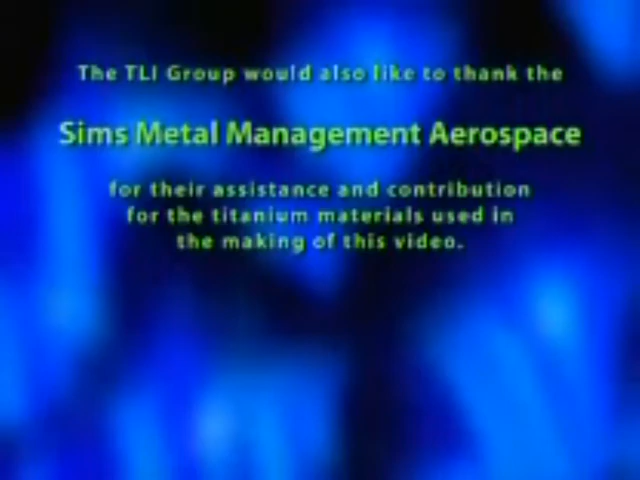 The TLI Group would also like to thank the
Sims Metal Management Aerospace
for their assistance and contribution
for the titanium materials used in
the making of this video.